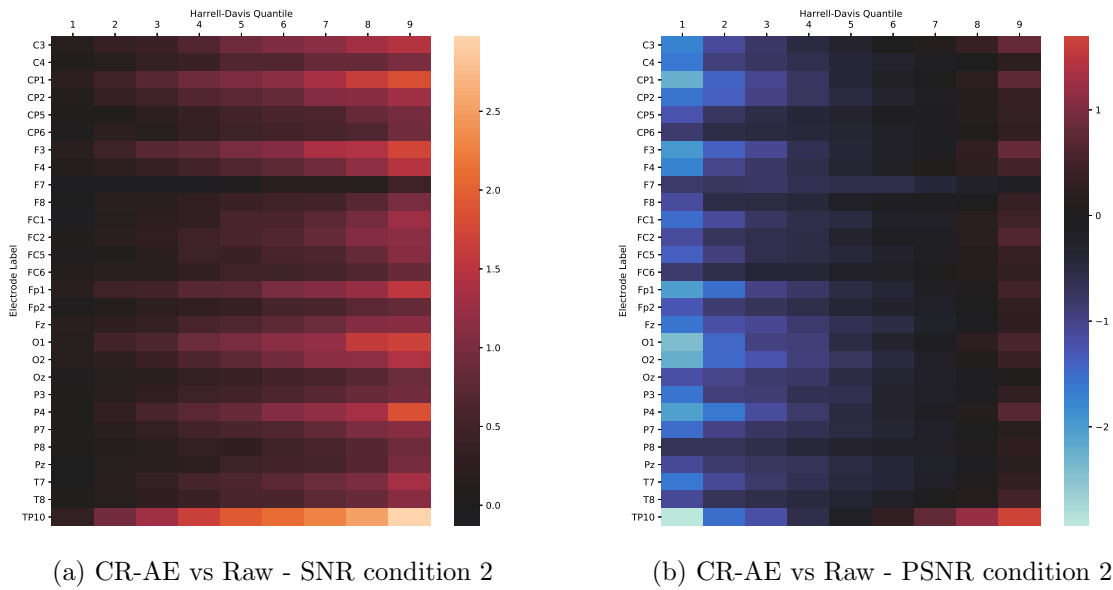 Harrell-Davis Quantile
1 2 3 4 5 6 7 8 9
Electrode Label
C3
C4
CP1
CP2
CP5
CP6
F3
F4
F7
F8
FC1
FC2
FC5
FC6
Fp1
Fp2
Fz
O1
O2
Oz
P3
P4
P7
P8
Pz
T7
T8
TP10
2.5
2.0
1.5
1.0
0.5
0.0
(a) CR-AE vs Raw - SNR condition 2
Harrell-Davis Quantile
1 2 3 4 5 6 7 8 9
Electrode Label
C3
C4
CP1
CP2
CP5
CP6
F3
F4
F7
F8
FC1
FC2
FC5
FC6
Fp1
Fp2
Fz
O1
O2
Oz
P3
P4
P7
P8
Pz
T7
T8
TP10
1
0
−1
−2
(b) CR-AE vs Raw - PSNR condition 2